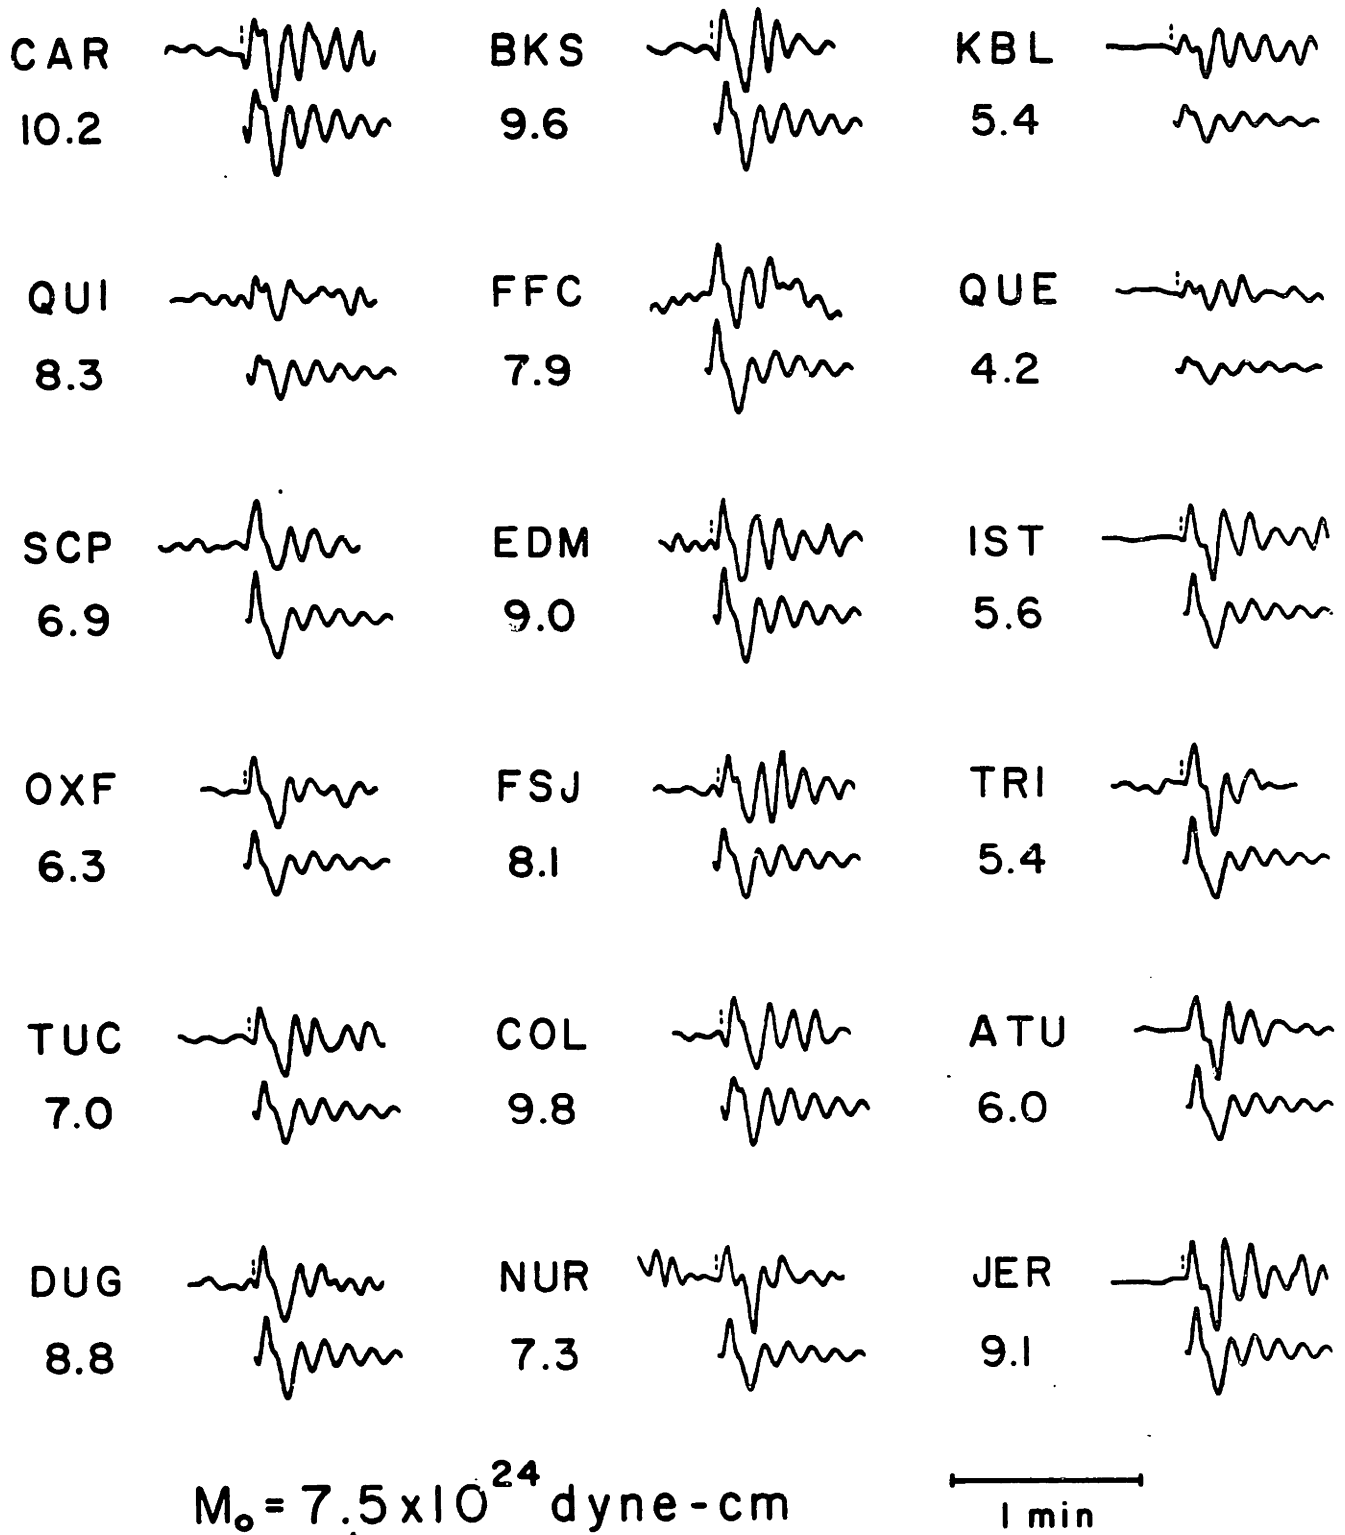 CAR
10.2
BKS
9.6
KBL
5.4
QUI
8.3
FFC
7.9
QUE
4.2
SCP
6.9
EDM
9.0
IST
5.6
OXF
6.3
FSJ
8.1
TRI
5.4
TUC
7.0
COL
9.8
ATU
6.0
DUG
8.8
NUR
7.3
JER
9.1
M₀ = 7.5 x 10²⁴ dyne-cm
1 min